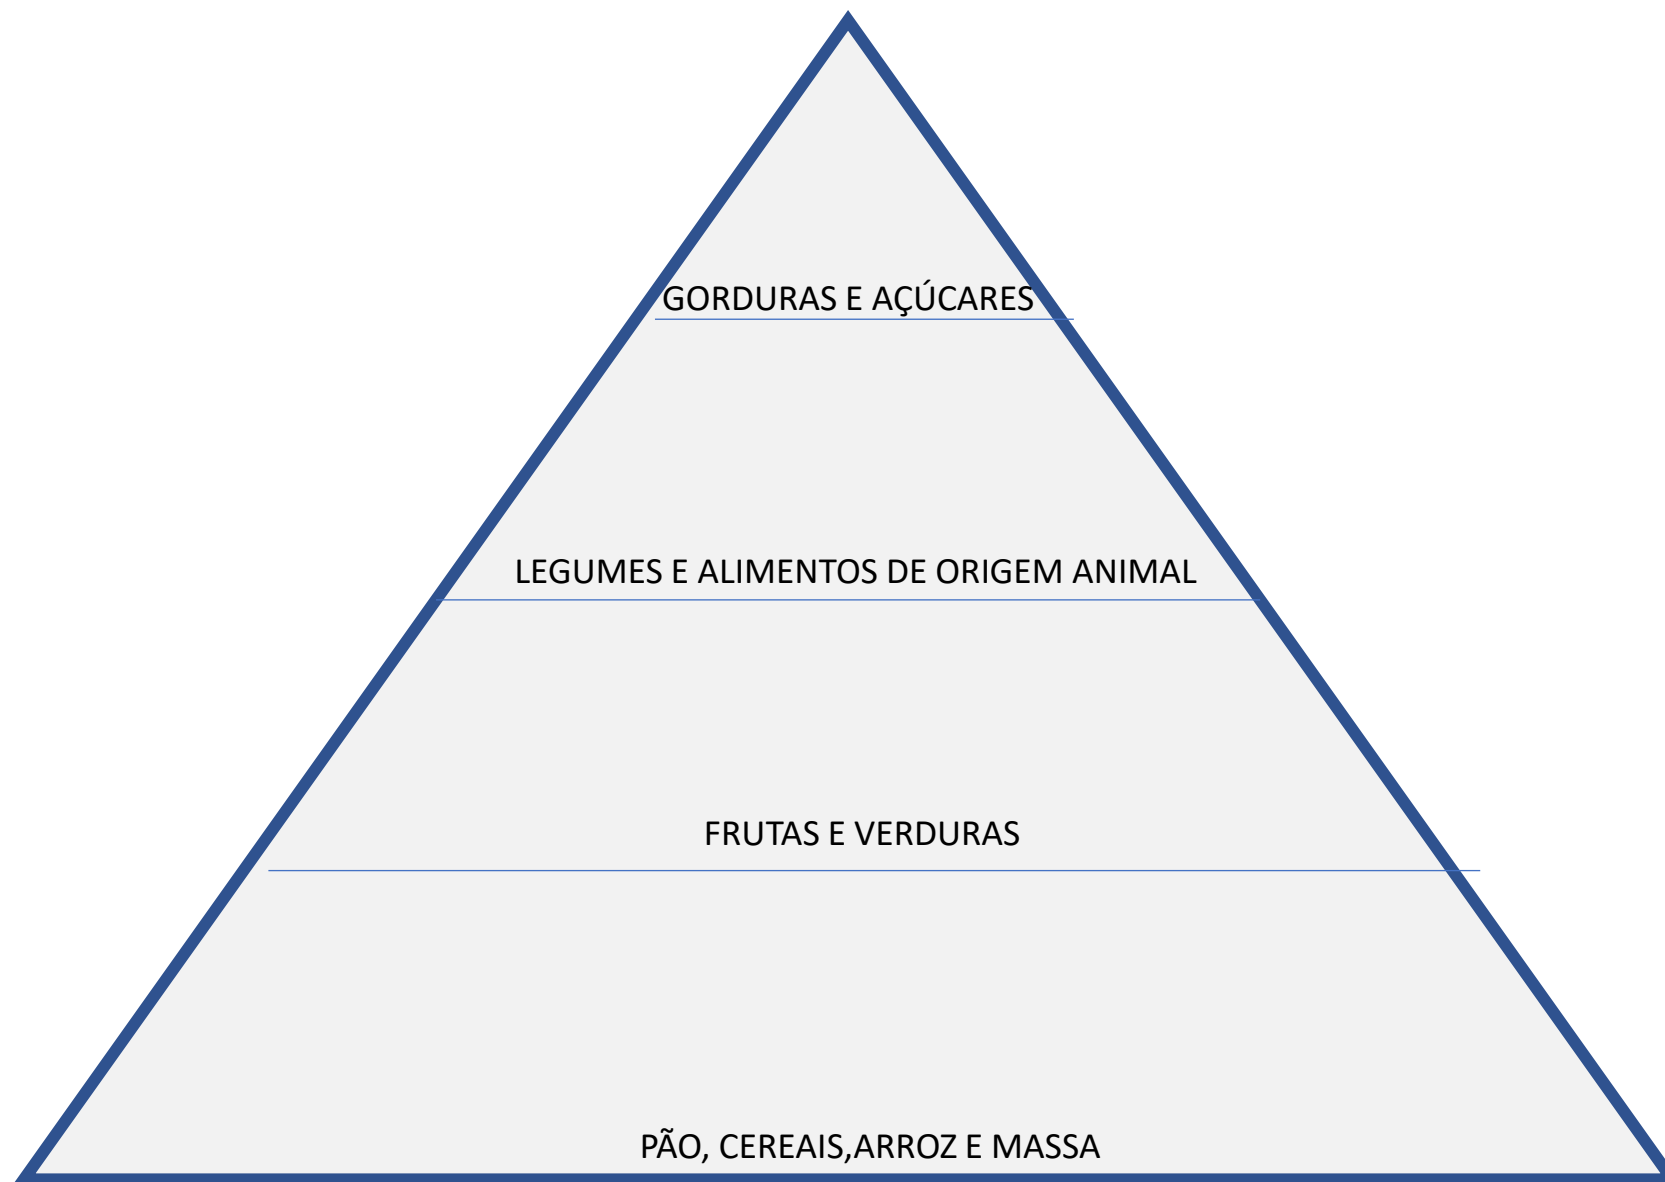 GORDURAS E AÇÚCARES
LEGUMES E ALIMENTOS DE ORIGEM ANIMAL
FRUTAS E VERDURAS
PÃO, CEREAIS,ARROZ E MASSA